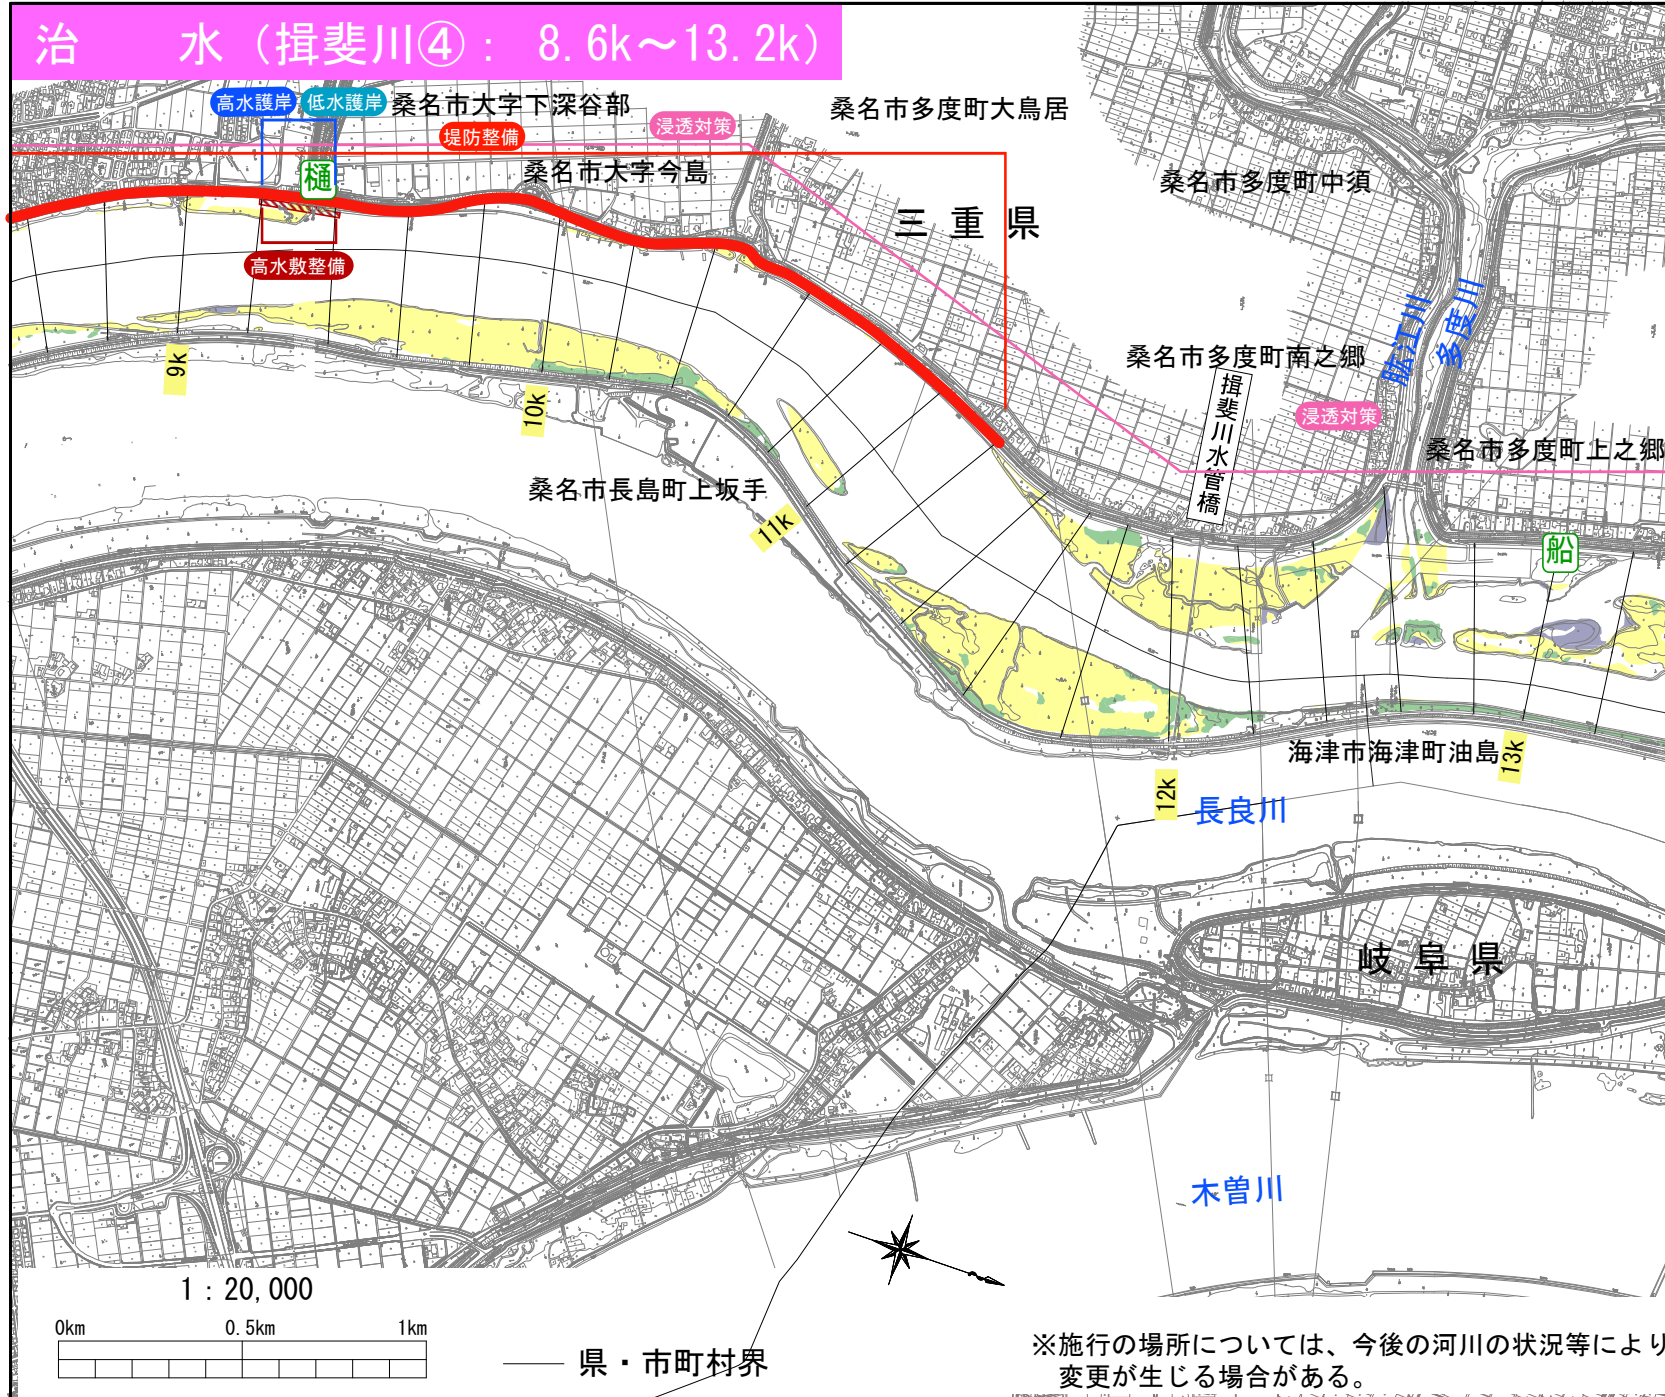 治　水（揖斐川④：　8.6k～13.2k）
高水護岸
低水護岸
桑名市大字下深谷部
桑名市多度町大鳥居
堤防整備
浸透対策
桑名市大字今島
樋
桑名市多度町中須
三重県
高水敷整備
肱江川
多度川
桑名市多度町南之郷
揖斐川水管橋
浸透対策
桑名市多度町上之郷
9k
10k
桑名市長島町上坂手
11k
船
海津市海津町油島
13k
12k
長良川
岐阜県
木曽川
1：20,000
0km 0.5km 1km
県・市町村界
※施行の場所については、今後の河川の状況等により
変更が生じる場合がある。